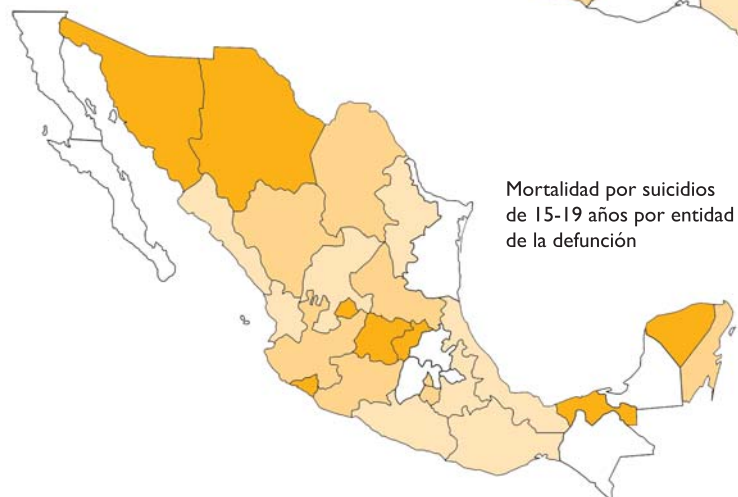 Mortalidad por suicidios
de 15-19 años por entidad
de la defunción